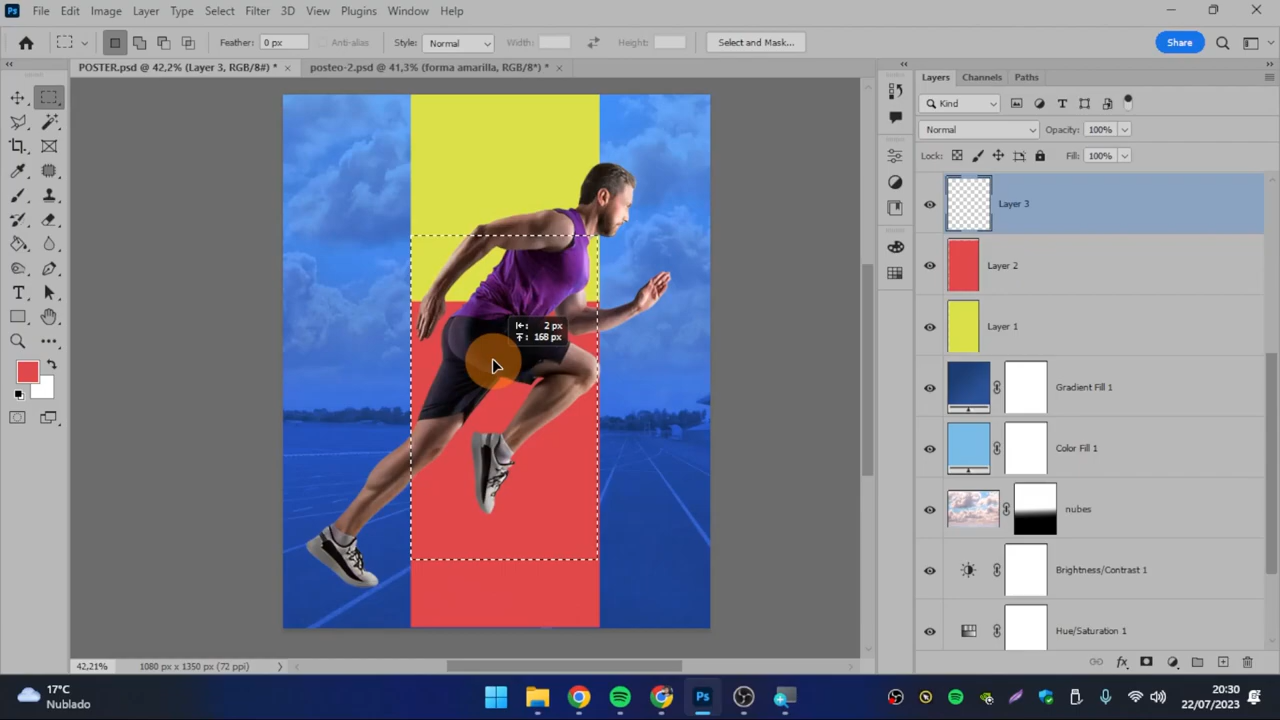 Ps File Edit Image Layer Type Select Filter 3D View Plugins Window Help
Feather: 0 px Anti-alias Style: Normal Width: Height: Select and Mask... Share
POSTER.psd @ 42,2% (Layer 3, RGB/8#) * × posteo-2.psd @ 41,3% (forma amarilla, RGB/8*) * ×
Layers Channels Paths
Kind
Normal Opacity: 100%
Lock: Fill: 100%
Layer 3
Layer 2
Layer 1
Gradient Fill 1
Color Fill 1
nubes
Brightness/Contrast 1
Hue/Saturation 1
2 px
168 px
42,21% 1080 px x 1350 px (72 ppi)
17°C
Nublado
Ps
20:30
22/07/2023